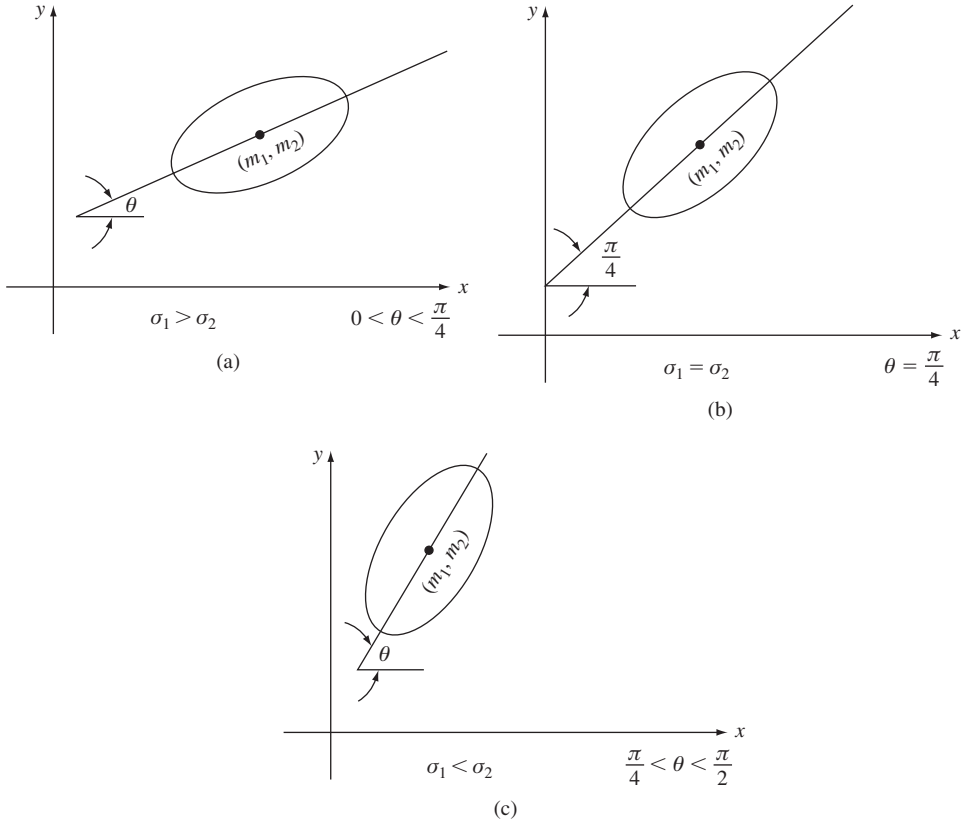 y
(m₁, m₂)
θ
x
σ₁ > σ₂
0 < θ < π/4
(a)
y
(m₁, m₂)
π/4
x
σ₁ = σ₂
θ = π/4
(b)
y
(m₁, m₂)
θ
x
σ₁ < σ₂
π/4 < θ < π/2
(c)